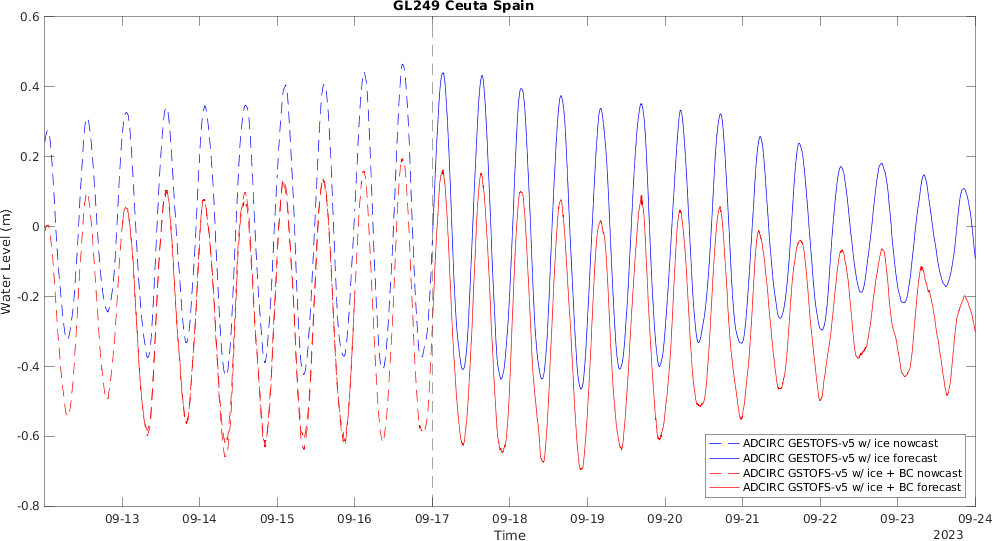 GL249 Ceuta Spain
0.6
0.4
0.2
0
-0.2
-0.4
-0.6
-0.8
Water Level (m)
09-13 09-14 09-15 09-16 09-17 09-18 09-19 09-20 09-21 09-22 09-23 09-24
Time
2023
ADCIRC GESTOFS-v5 w/ ice nowcast
ADCIRC GESTOFS-v5 w/ ice forecast
ADCIRC GSTOFS-v5 w/ ice + BC nowcast
ADCIRC GSTOFS-v5 w/ ice + BC forecast